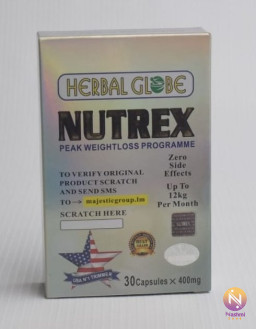 HERBAL GLOBE
NUTREX
PEAK WEIGHTLOSS PROGRAMME
Zero
Side
Effects
TO VERIFY ORIGINAL
PRODUCT SCRATCH
AND SEND SMS
TO majesticgroup.lm
Up To
12kg
Per Month
SCRATCH HERE
30Capsules × 400mg